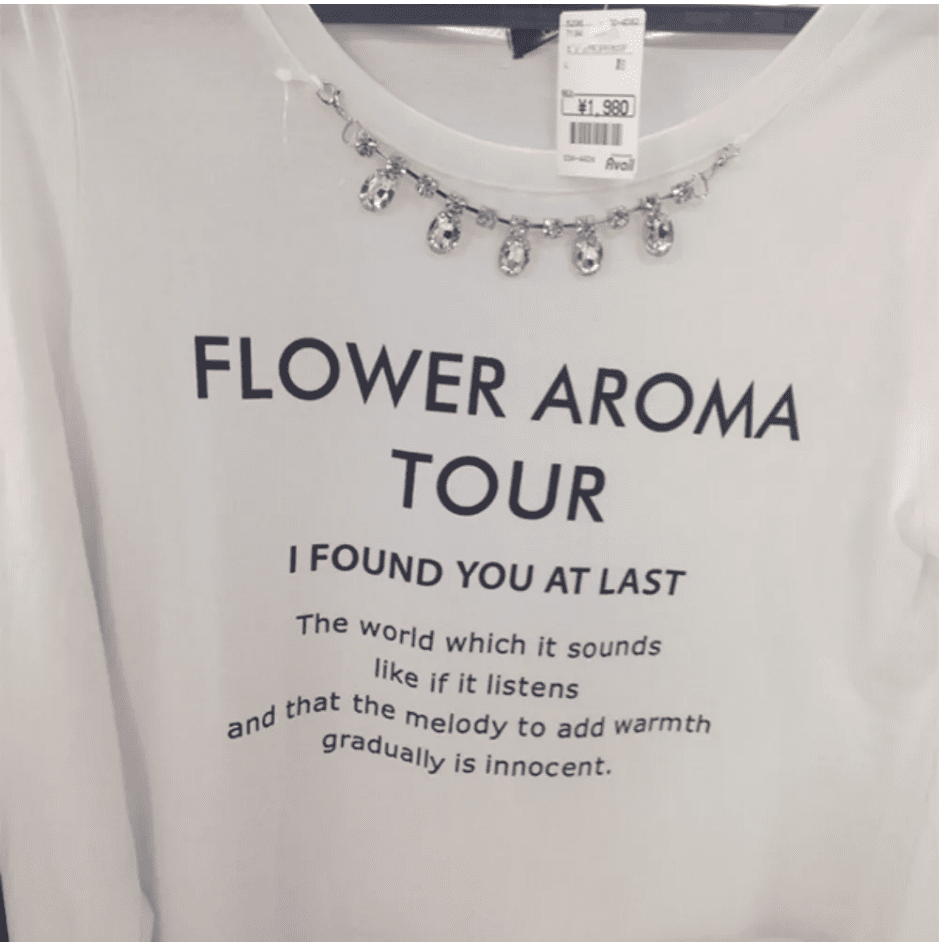 ¥1,980
Avail
FLOWER AROMA
TOUR
I FOUND YOU AT LAST
The world which it sounds
like if it listens
and that the melody to add warmth
gradually is innocent.